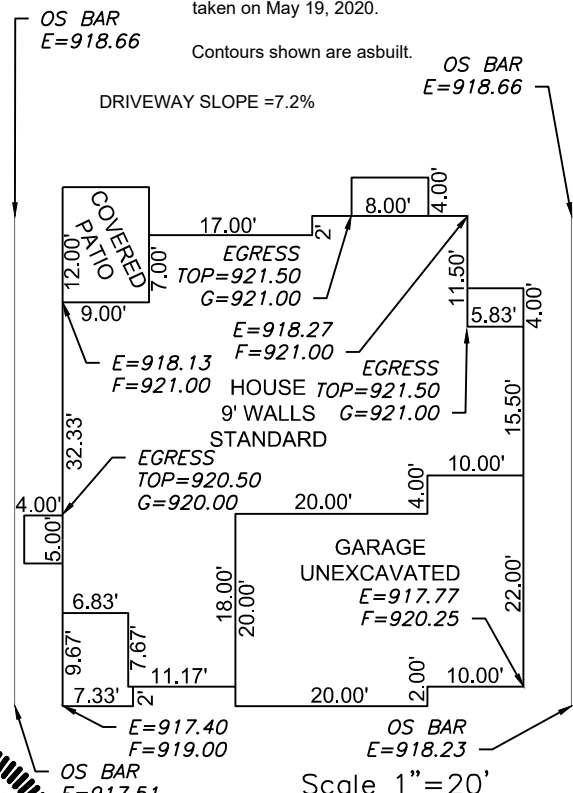 taken on May 19, 2020.
OS BAR
E=918.66
Contours shown are asbuilt.
OS BAR
E=918.66
DRIVEWAY SLOPE =7.2%
COVERED
PATIO
12.00'
7.00'
9.00'
17.00'
2'
8.00'
4.00'
EGRESS
TOP=921.50
G=921.00
11.50'
5.83'
4.00'
E=918.27
F=921.00
E=918.13
F=921.00
EGRESS
TOP=921.50
G=921.00
HOUSE
9' WALLS
STANDARD
15.50'
32.33'
EGRESS
TOP=920.50
G=920.00
4.00'
5.00'
20.00'
4.00'
10.00'
GARAGE
UNEXCAVATED
E=917.77
F=920.25
22.00'
18.00'
20.00'
6.83'
9.67'
7.67'
7.33'
2'
11.17'
20.00'
2.00'
10.00'
E=917.40
F=919.00
OS BAR
E=918.23
OS BAR
E=917.51
Scale 1"=20'